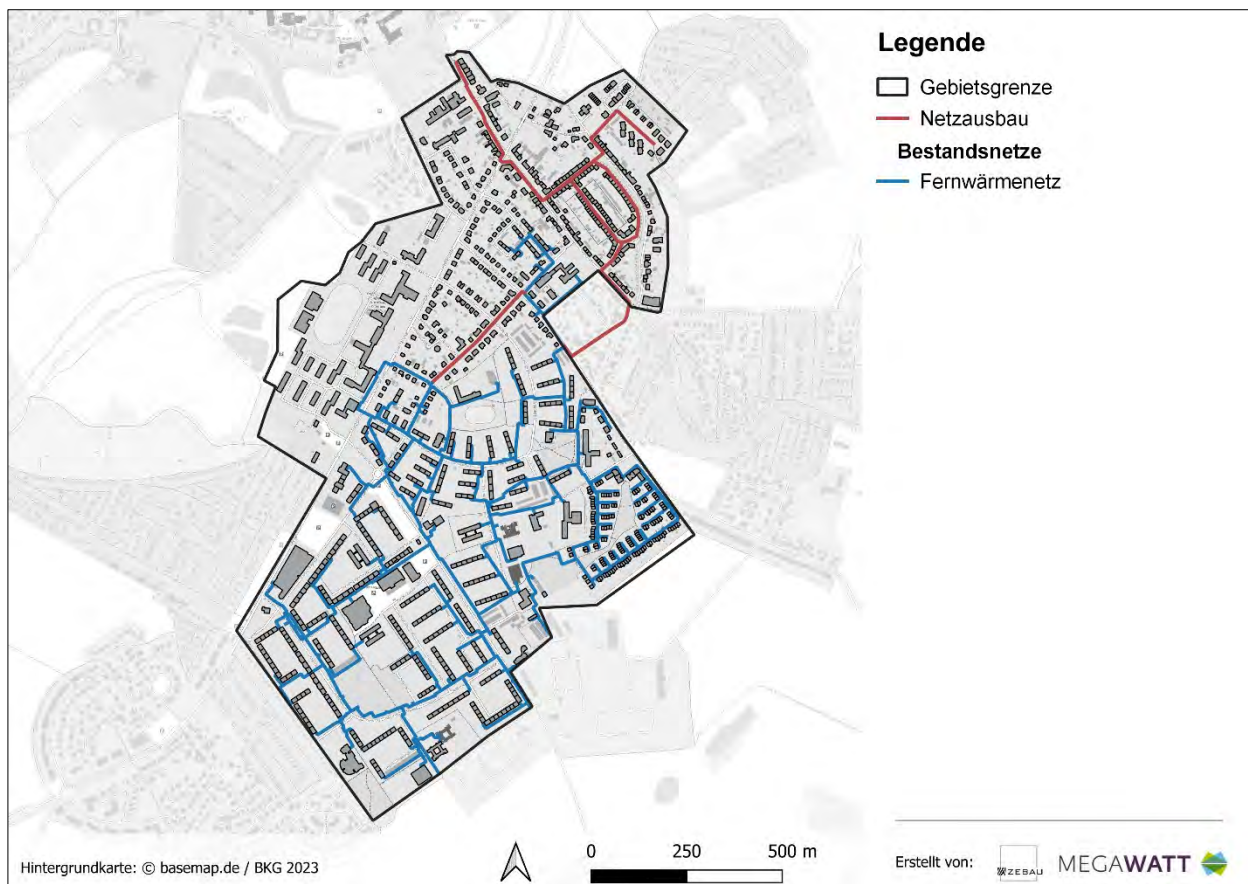 Legende
Gebietsgrenze
Netzausbau
Bestandsnetze
Fernwärmenetz
Hintergrundkarte: © basemap.de / BKG 2023
0 250 500 m
Erstellt von:
ZEBAU
MEGAWATT